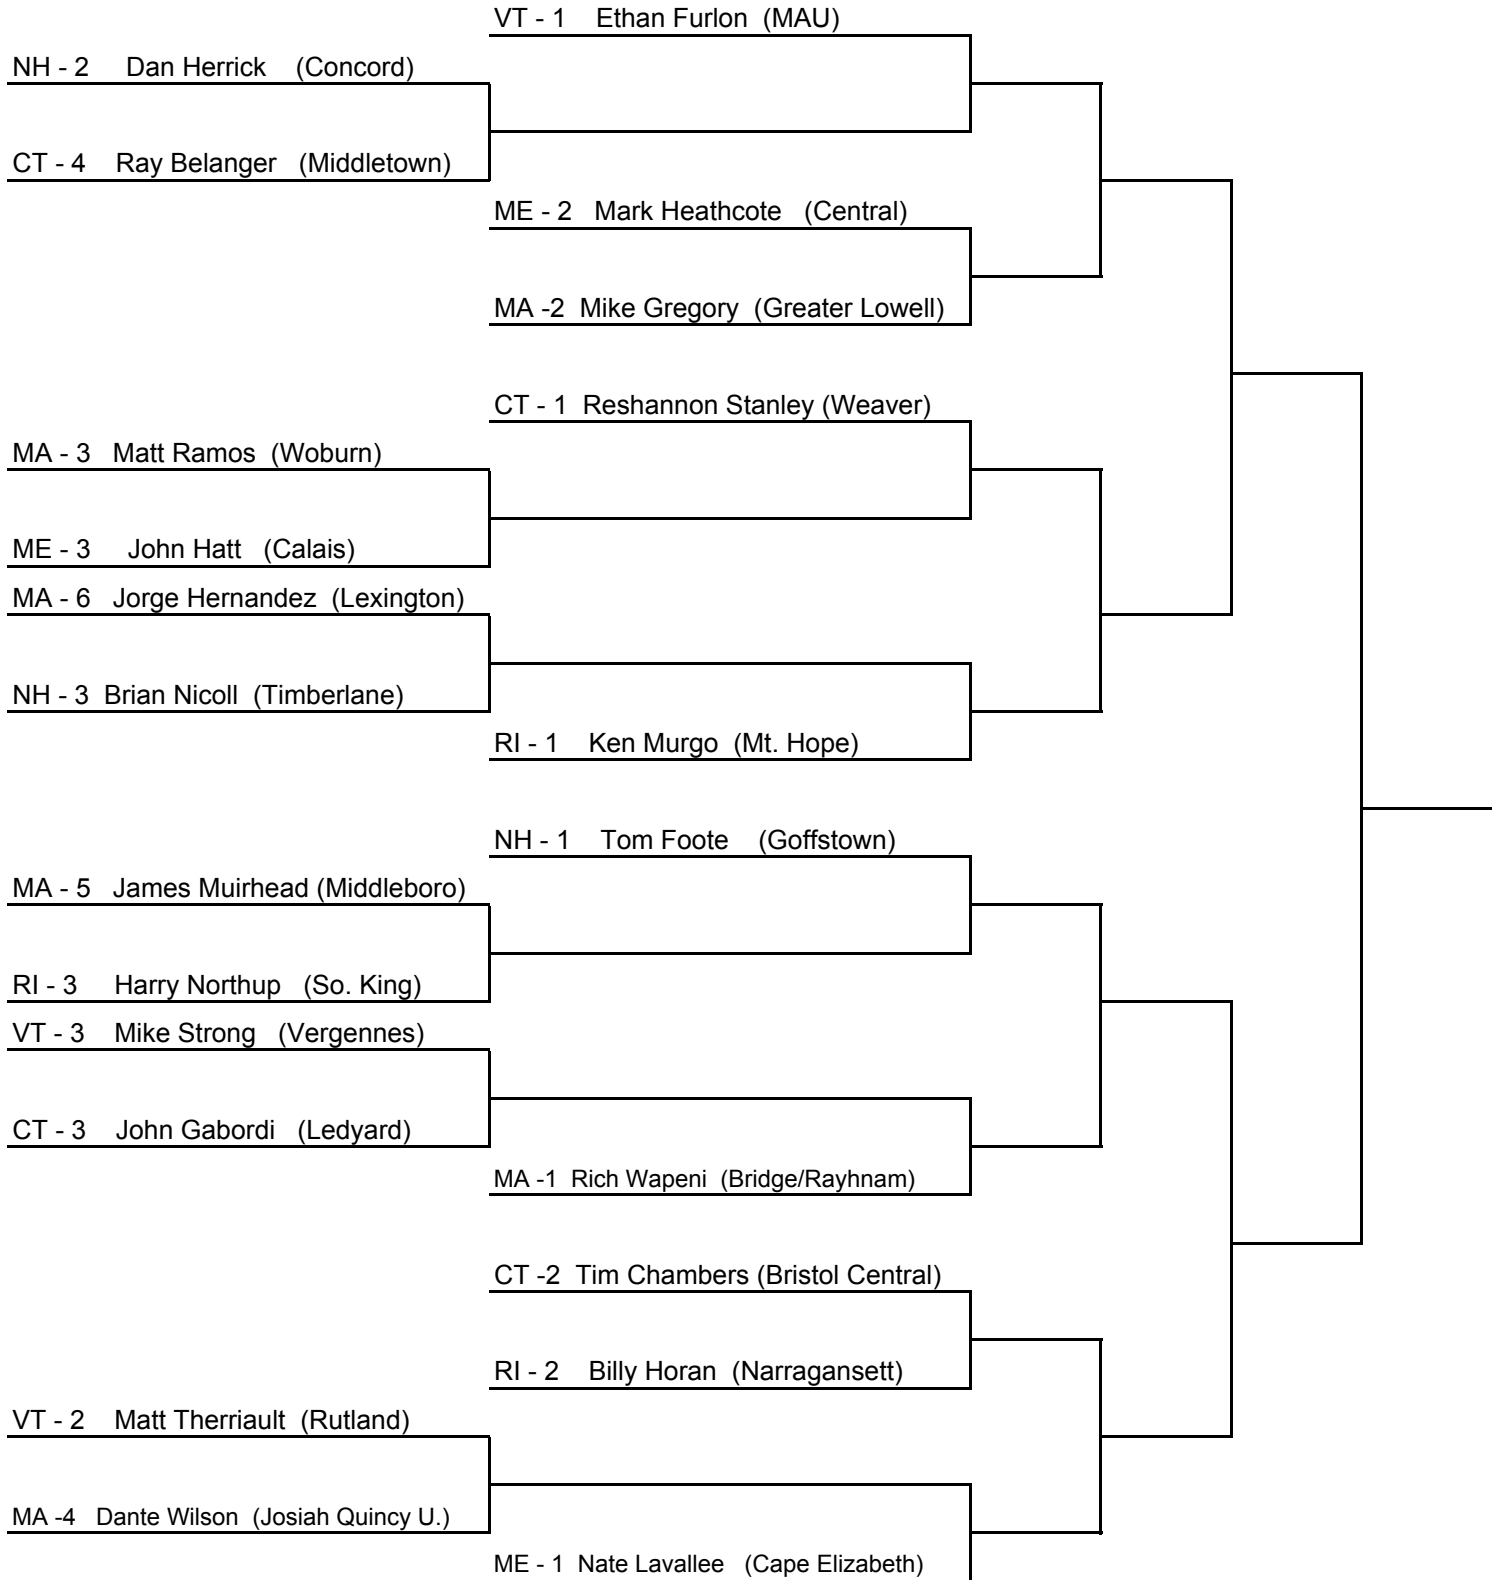 VT - 1 Ethan Furlon (MAU)
NH - 2 Dan Herrick (Concord)
CT - 4 Ray Belanger (Middletown)
ME - 2 Mark Heathcote (Central)
MA -2 Mike Gregory (Greater Lowell)
CT - 1 Reshannon Stanley (Weaver)
MA - 3 Matt Ramos (Woburn)
ME - 3 John Hatt (Calais)
MA - 6 Jorge Hernandez (Lexington)
NH - 3 Brian Nicoll (Timberlane)
RI - 1 Ken Murgo (Mt. Hope)
NH - 1 Tom Foote (Goffstown)
MA - 5 James Muirhead (Middleboro)
RI - 3 Harry Northup (So. King)
VT - 3 Mike Strong (Vergennes)
CT - 3 John Gabordi (Ledyard)
MA -1 Rich Wapeni (Bridge/Rayhnam)
CT -2 Tim Chambers (Bristol Central)
RI - 2 Billy Horan (Narragansett)
VT - 2 Matt Therriault (Rutland)
MA -4 Dante Wilson (Josiah Quincy U.)
ME - 1 Nate Lavallee (Cape Elizabeth)